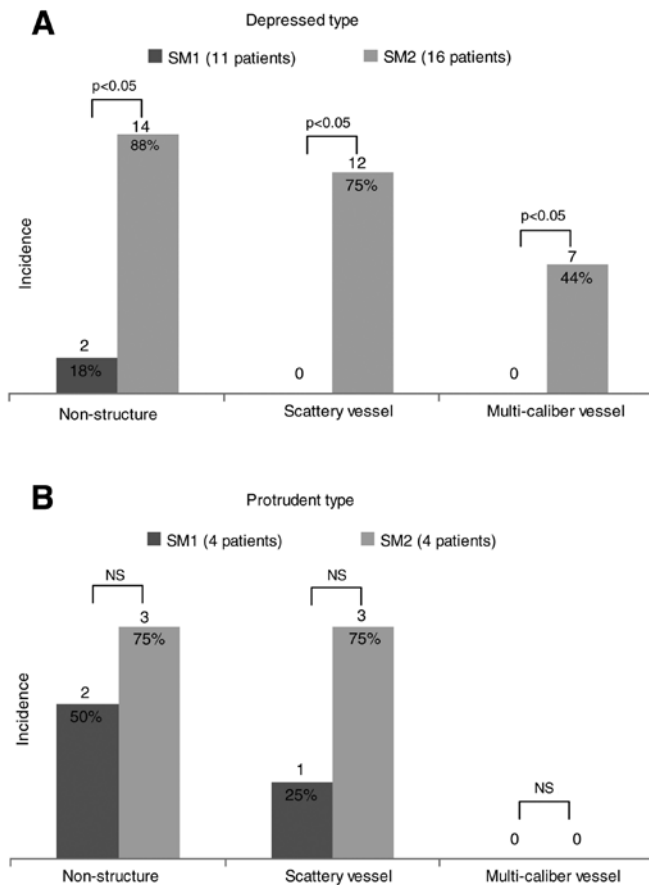 A
Depressed type
SM1 (11 patients) SM2 (16 patients)
p<0.05
14
88%
p<0.05
12
75%
p<0.05
7
44%
2
18%
0
0
Incidence
Non-structure Scattery vessel Multi-caliber vessel
B
Protrudent type
SM1 (4 patients) SM2 (4 patients)
NS
3
75%
NS
3
75%
2
50%
1
25%
NS
0 0
Incidence
Non-structure Scattery vessel Multi-caliber vessel